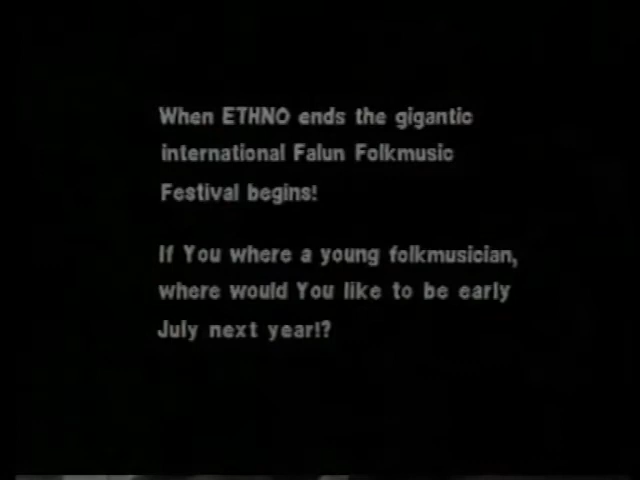 When ETHNO ends the gigantic
international Falun Folkmusic
Festival begins!
If You where a young folkmusician,
where would You like to be early
July next year!?